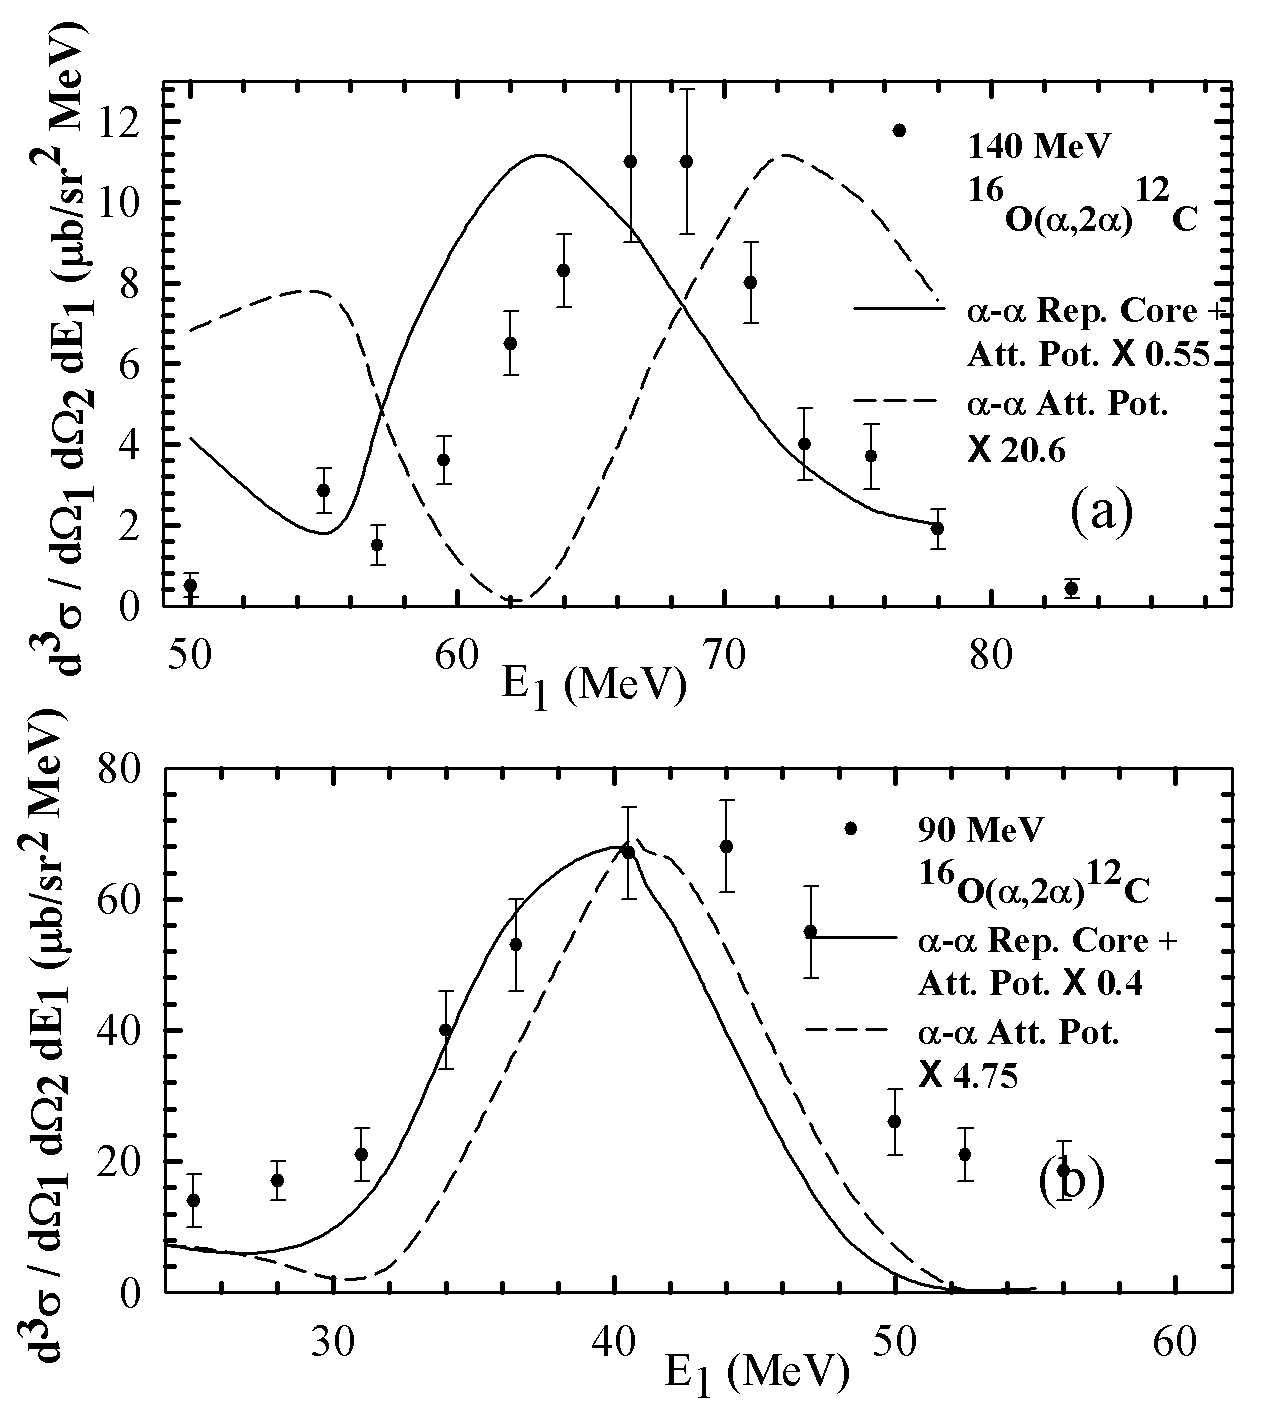 d³σ / dΩ₁ dΩ₂ dE₁ (μb/sr² MeV)
12
10
8
6
4
2
0
140 MeV
¹⁶O(α,2α)¹²C
α-α Rep. Core +
Att. Pot. X 0.55
α-α Att. Pot.
X 20.6
(a)
50 60 70 80
E₁ (MeV)
d³σ / dΩ₁ dΩ₂ dE₁ (μb/sr² MeV)
80
60
40
20
0
90 MeV
¹⁶O(α,2α)¹²C
α-α Rep. Core +
Att. Pot. X 0.4
α-α Att. Pot.
X 4.75
(b)
30 40 50 60
E₁ (MeV)